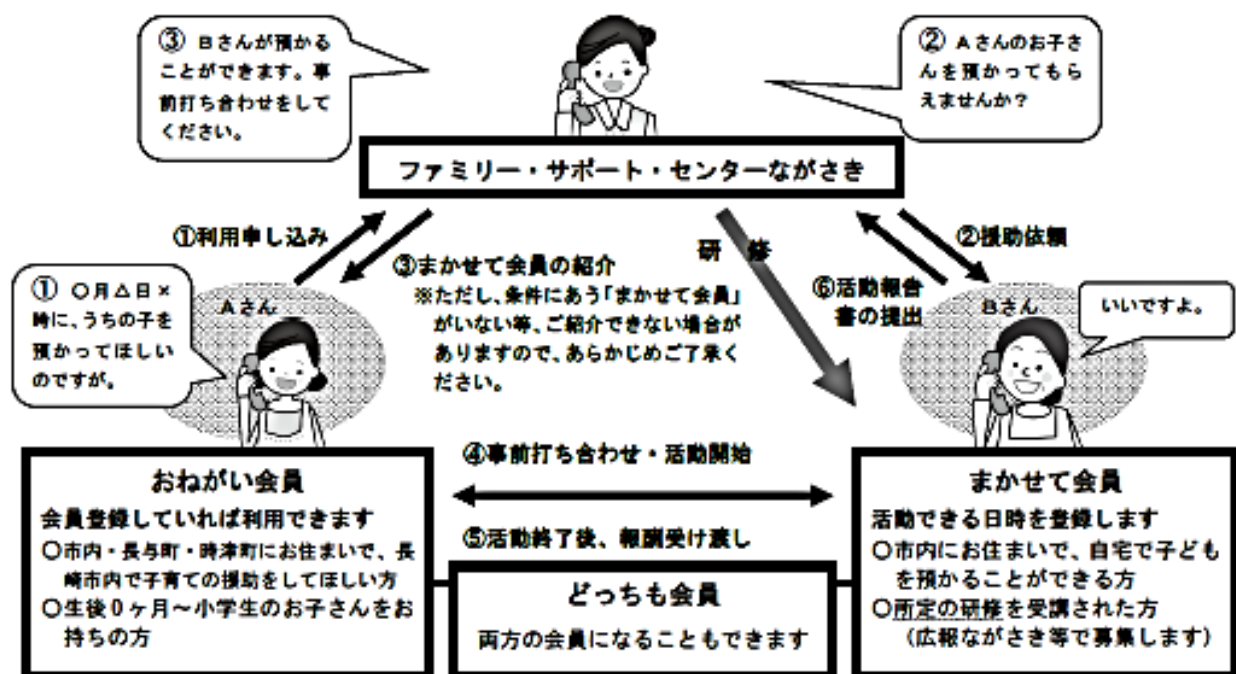 ③ Bさんが預かる
ことができます。事
前打ち合わせをして
ください。
② Aさんのお子さ
んを預かってもら
えませんか？
ファミリー・サポート・センターながさき
①利用申し込み
研修
②援助依頼
③まかせて会員の紹介
※ただし、条件にあう「まかせて会員」
がいない等、ご紹介できない場合が
ありますので、あらかじめご了承く
ださい。
⑥活動報告
書の提出
① 〇月△日×
時に、うちの子を
預かってほしい
のですが。
Aさん
Bさん
いいですよ。
④事前打ち合わせ・活動開始
⑤活動終了後、報酬受け渡し
おねがい会員
会員登録していれば利用できます
〇市内・長与町・時津町にお住まいで、長
崎市内で子育ての援助をしてほしい方
〇生後０ヶ月～小学生のお子さんをお
持ちの方
どっちも会員
両方の会員になることもできます
まかせて会員
活動できる日時を登録します
〇市内にお住まいで、自宅で子ども
を預かることができる方
〇所定の研修を受講された方
（広報ながさき等で募集します）